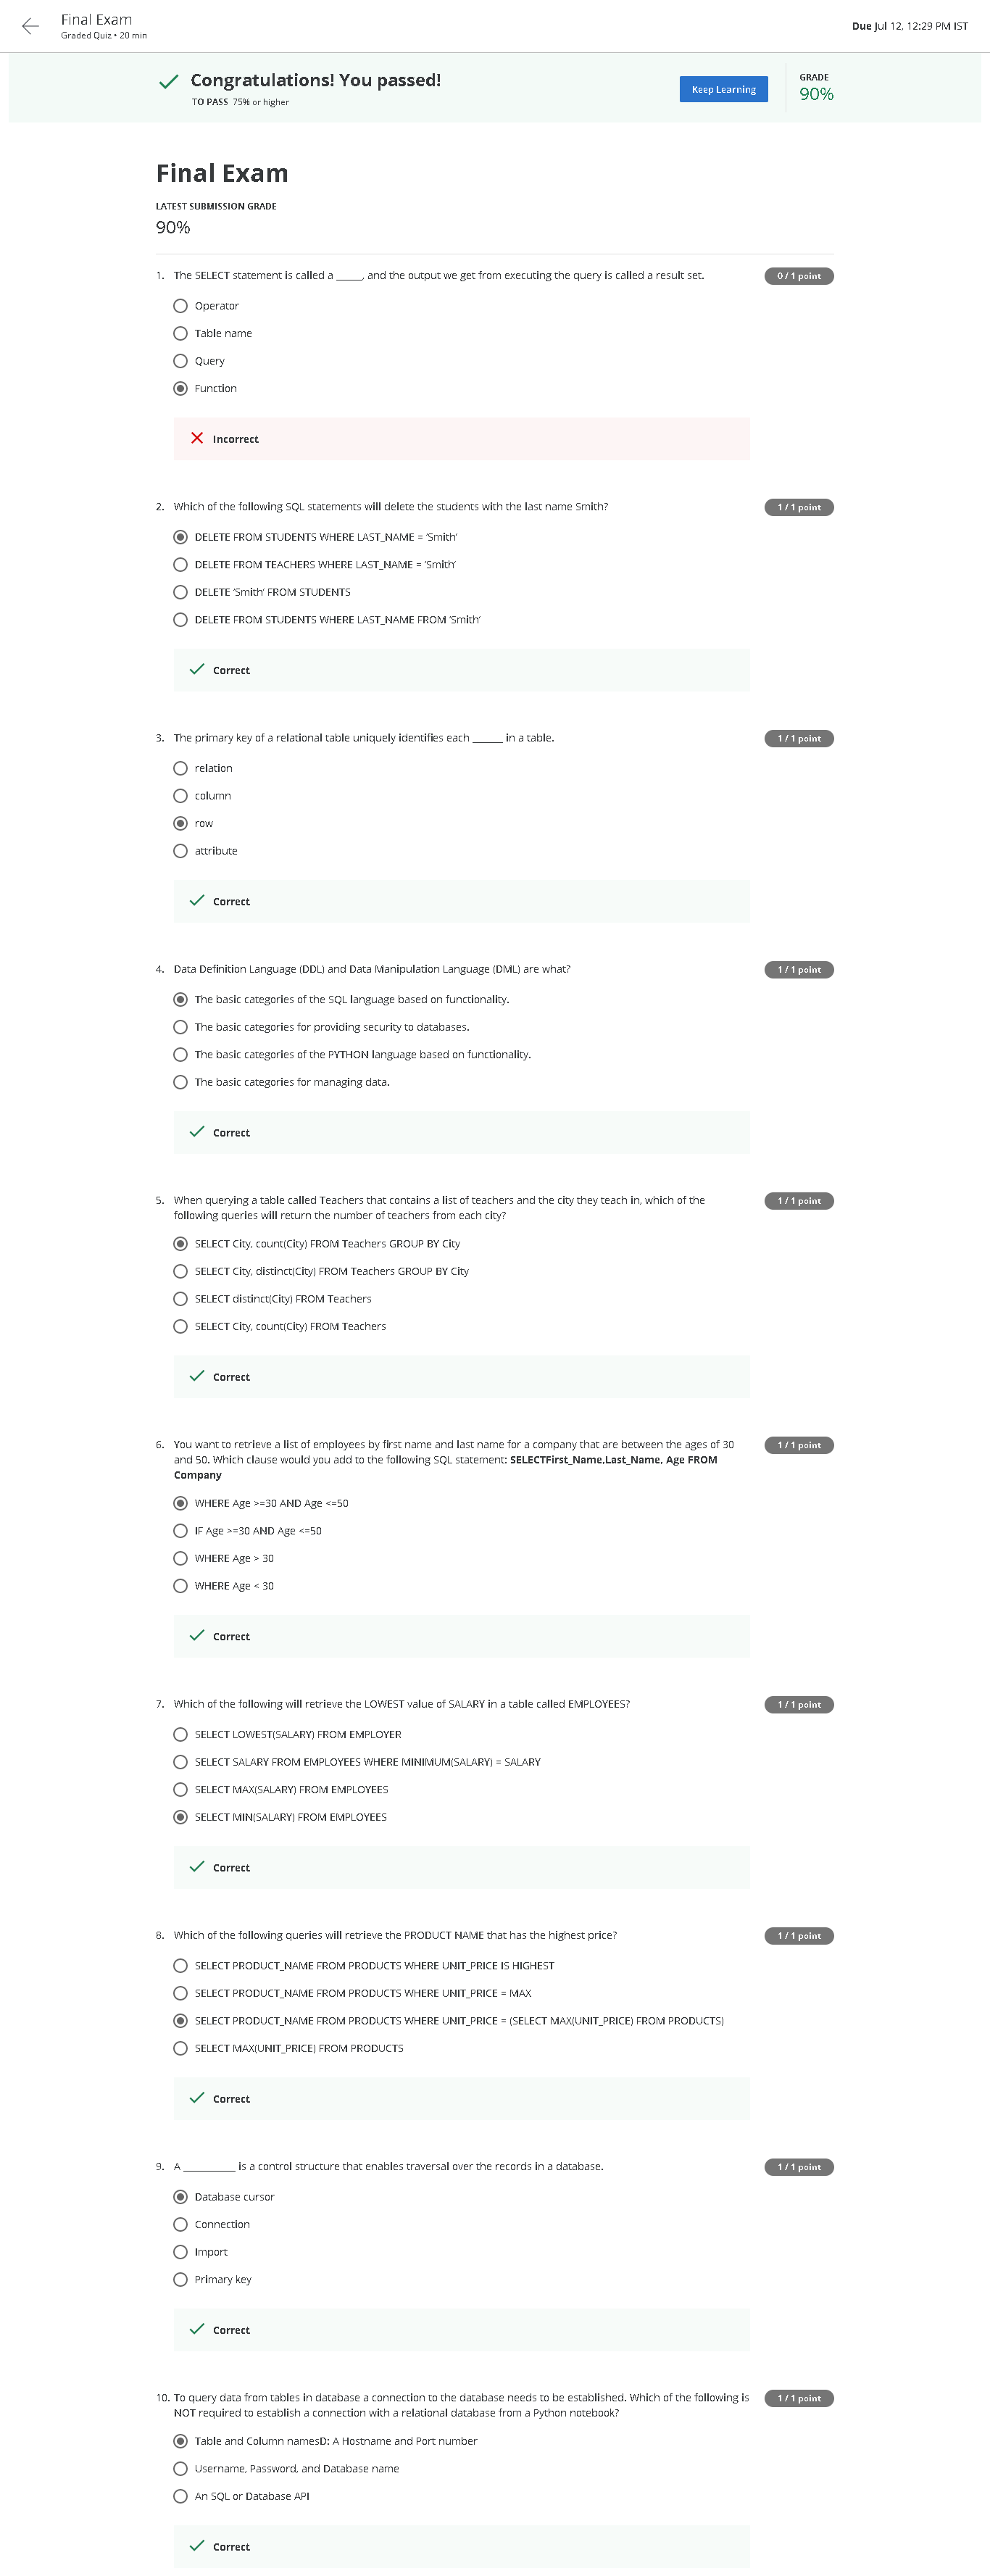 Final Exam
Graded Quiz • 20 min
Due Jul 12, 12:29 PM IST
Congratulations! You passed!
TO PASS 75% or higher
Keep Learning
GRADE
90%
Final Exam
LATEST SUBMISSION GRADE
90%
1. The SELECT statement is called a _____, and the output we get from executing the query is called a result set.
0 / 1 point
Operator
Table name
Query
Function
Incorrect
2. Which of the following SQL statements will delete the students with the last name Smith?
1 / 1 point
DELETE FROM STUDENTS WHERE LAST_NAME = ‘Smith’
DELETE FROM TEACHERS WHERE LAST_NAME = ‘Smith’
DELETE ‘Smith’ FROM STUDENTS
DELETE FROM STUDENTS WHERE LAST_NAME FROM ‘Smith’
Correct
3. The primary key of a relational table uniquely identifies each ______ in a table.
1 / 1 point
relation
column
row
attribute
Correct
4. Data Definition Language (DDL) and Data Manipulation Language (DML) are what?
1 / 1 point
The basic categories of the SQL language based on functionality.
The basic categories for providing security to databases.
The basic categories of the PYTHON language based on functionality.
The basic categories for managing data.
Correct
5. When querying a table called Teachers that contains a list of teachers and the city they teach in, which of the
following queries will return the number of teachers from each city?
1 / 1 point
SELECT City, count(City) FROM Teachers GROUP BY City
SELECT City, distinct(City) FROM Teachers GROUP BY City
SELECT distinct(City) FROM Teachers
SELECT City, count(City) FROM Teachers
Correct
6. You want to retrieve a list of employees by first name and last name for a company that are between the ages of 30
and 50. Which clause would you add to the following SQL statement: SELECTFirst_Name,Last_Name, Age FROM
Company
1 / 1 point
WHERE Age >=30 AND Age <=50
IF Age >=30 AND Age <=50
WHERE Age > 30
WHERE Age < 30
Correct
7. Which of the following will retrieve the LOWEST value of SALARY in a table called EMPLOYEES?
1 / 1 point
SELECT LOWEST(SALARY) FROM EMPLOYER
SELECT SALARY FROM EMPLOYEES WHERE MINIMUM(SALARY) = SALARY
SELECT MAX(SALARY) FROM EMPLOYEES
SELECT MIN(SALARY) FROM EMPLOYEES
Correct
8. Which of the following queries will retrieve the PRODUCT NAME that has the highest price?
1 / 1 point
SELECT PRODUCT_NAME FROM PRODUCTS WHERE UNIT_PRICE IS HIGHEST
SELECT PRODUCT_NAME FROM PRODUCTS WHERE UNIT_PRICE = MAX
SELECT PRODUCT_NAME FROM PRODUCTS WHERE UNIT_PRICE = (SELECT MAX(UNIT_PRICE) FROM PRODUCTS)
SELECT MAX(UNIT_PRICE) FROM PRODUCTS
Correct
9. A __________ is a control structure that enables traversal over the records in a database.
1 / 1 point
Database cursor
Connection
Import
Primary key
Correct
10. To query data from tables in database a connection to the database needs to be established. Which of the following is
NOT required to establish a connection with a relational database from a Python notebook?
1 / 1 point
Table and Column namesD: A Hostname and Port number
Username, Password, and Database name
An SQL or Database API
Correct